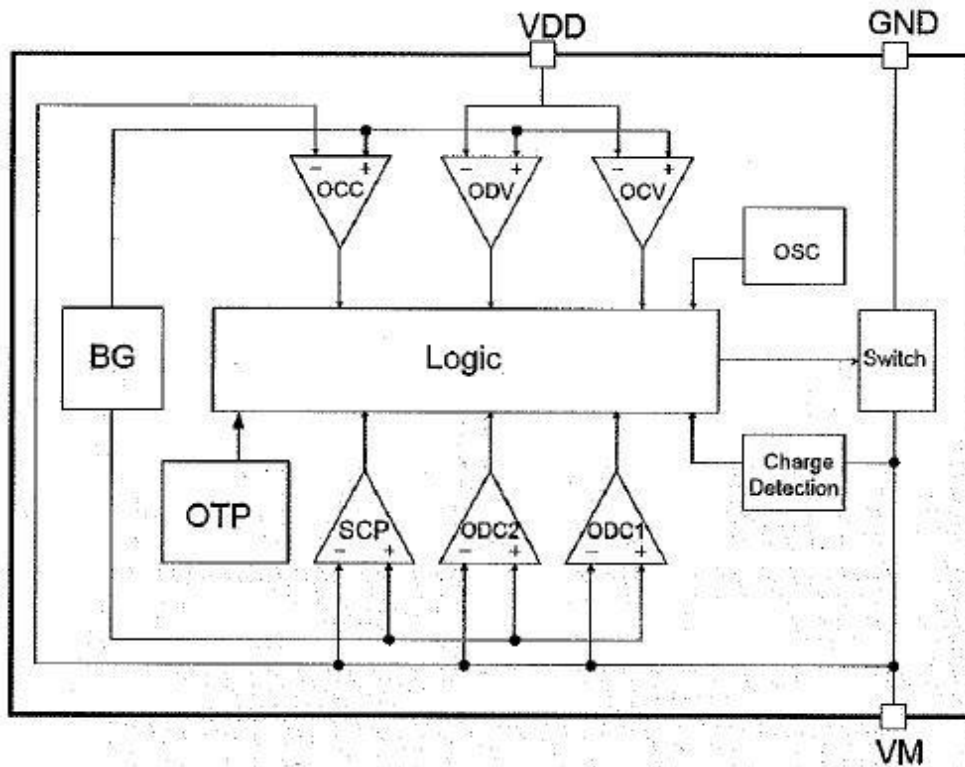 VDD
GND
- +
- +
- +
OCC
ODV
OCV
OSC
BG
Logic
Switch
OTP
SCP
ODC2
ODC1
- +
- +
- +
Charge
Detection
VM